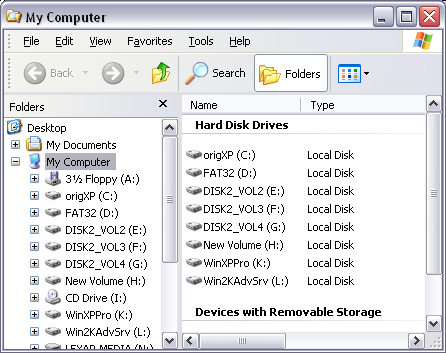 My Computer
File Edit View Favorites Tools Help
Back Search Folders
Folders
Desktop
My Documents
My Computer
3½ Floppy (A:)
origXP (C:)
FAT32 (D:)
DISK2_VOL2 (E:)
DISK2_VOL3 (F:)
DISK2_VOL4 (G:)
New Volume (H:)
CD Drive (I:)
WinXPPro (K:)
Win2KAdvSrv (L:)
LEXAR_MEDIA (N:)
Name Type
Hard Disk Drives
origXP (C:) Local Disk
FAT32 (D:) Local Disk
DISK2_VOL2 (E:) Local Disk
DISK2_VOL3 (F:) Local Disk
DISK2_VOL4 (G:) Local Disk
New Volume (H:) Local Disk
WinXPPro (K:) Local Disk
Win2KAdvSrv (L:) Local Disk
Devices with Removable Storage